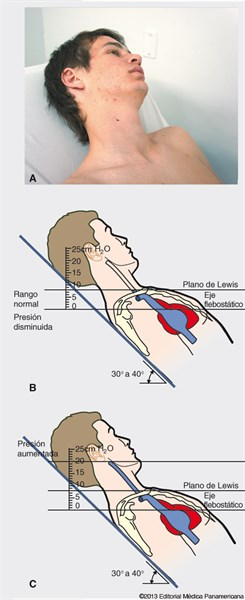 A
25cm H₂O
20
15
10
5
0
Plano de Lewis
Rango
normal
Eje
flebostático
Presión
disminuida
30° a 40°
B
Presión
aumentada
25cm H₂O
20
15
10
5
0
Plano de Lewis
Eje
flebostático
30° a 40°
C
©2013 Editorial Médica Panamericana